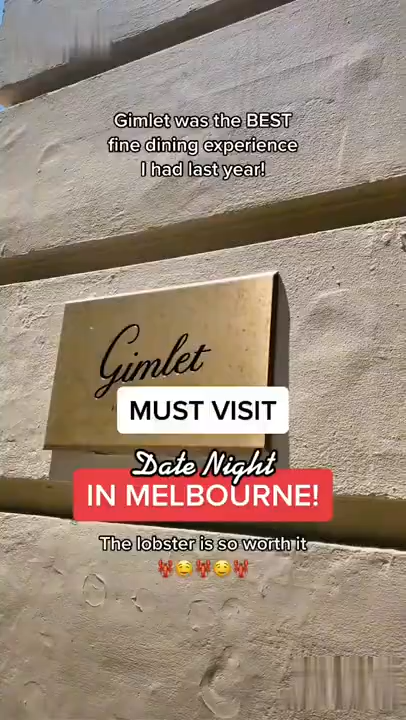 Gimlet was the BEST
fine dining experience
I had last year!
Gimlet
MUST VISIT
Date Night
IN MELBOURNE!
The lobster is so worth it
🦞🤤🦞🤤🦞